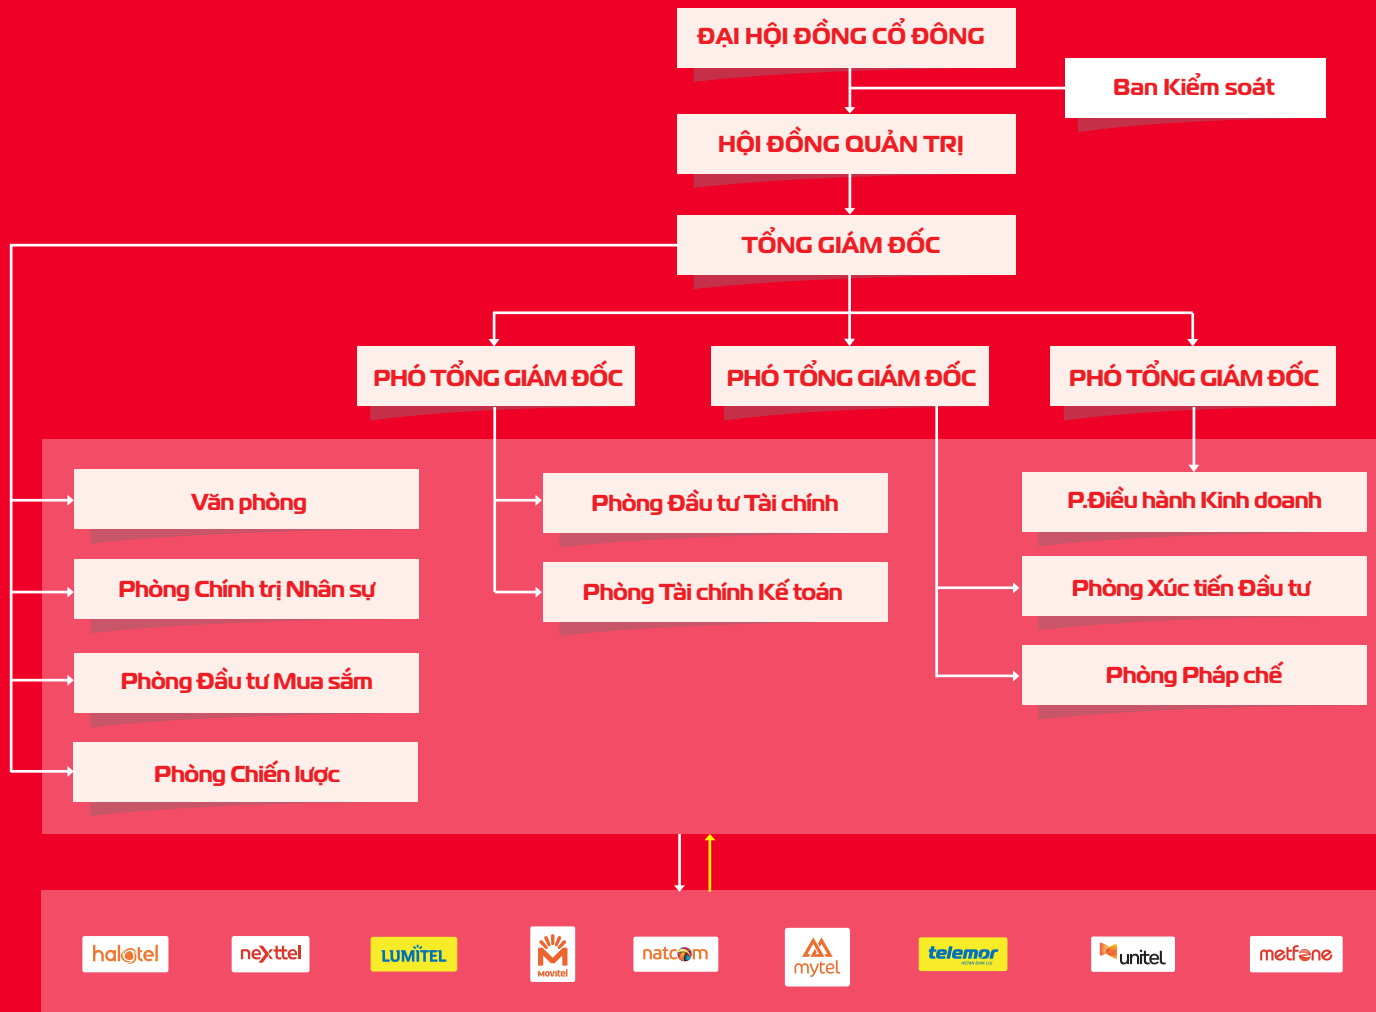 ĐẠI HỘI ĐỒNG CỔ ĐÔNG
Ban Kiểm soát
HỘI ĐỒNG QUẢN TRỊ
TỔNG GIÁM ĐỐC
PHÓ TỔNG GIÁM ĐỐC
PHÓ TỔNG GIÁM ĐỐC
PHÓ TỔNG GIÁM ĐỐC
Văn phòng
Phòng Đầu tư Tài chính
P.Điều hành Kinh doanh
Phòng Chính trị Nhân sự
Phòng Tài chính Kế toán
Phòng Xúc tiến Đầu tư
Phòng Đầu tư Mua sắm
Phòng Pháp chế
Phòng Chiến lược
halotel
nexttel
LUMITEL
MOVITEL
natcom
mytel
telemor
unitel
metfone